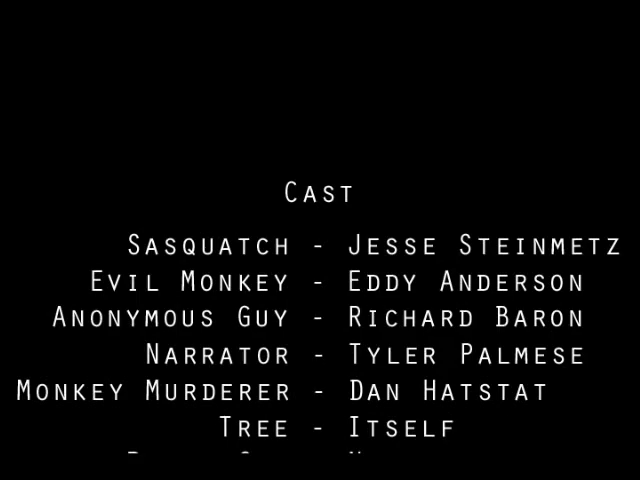 Cast
Sasquatch - Jesse Steinmetz
Evil Monkey - Eddy Anderson
Anonymous Guy - Richard Baron
Narrator - Tyler Palmese
Monkey Murderer - Dan Hatstat
Tree - Itself